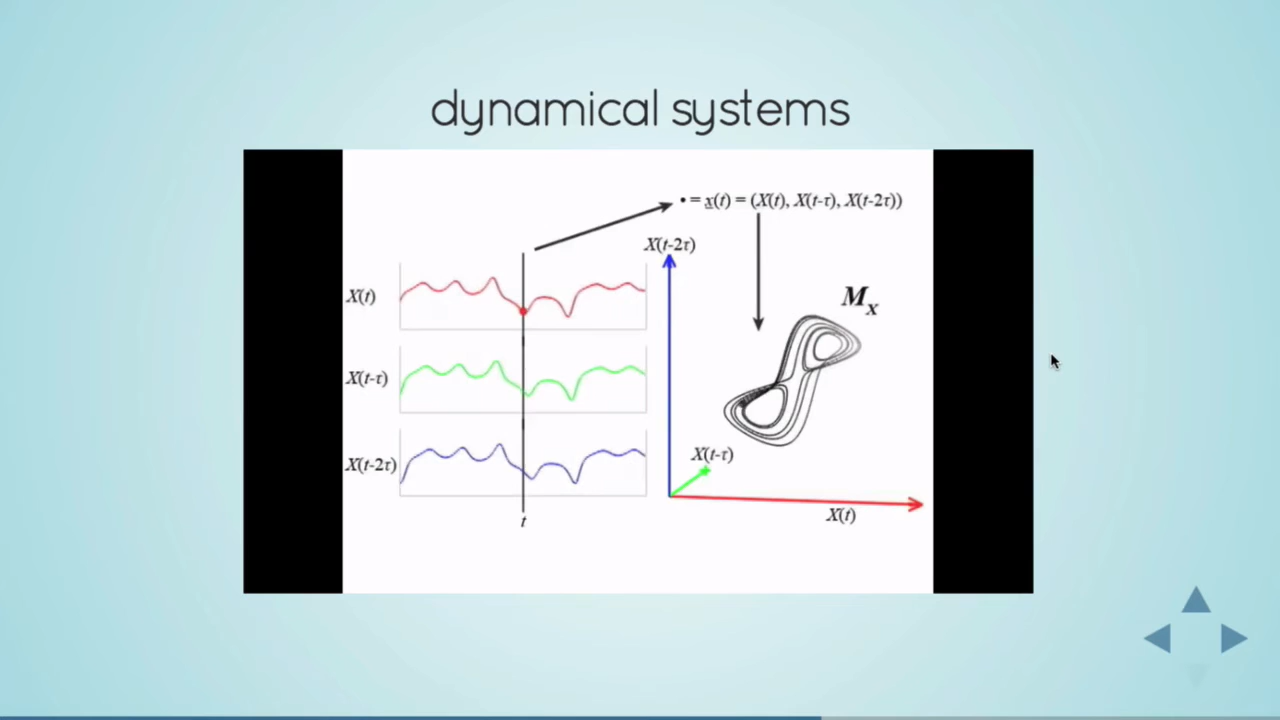 dynamical systems
• = x(t) = (X(t), X(t-τ), X(t-2τ))
X(t-2τ)
X(t)
M_X
X(t-τ)
X(t-τ)
X(t-2τ)
X(t)
t